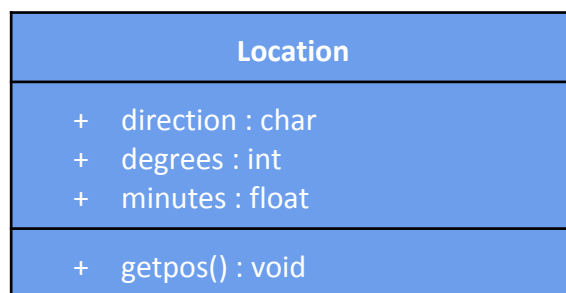 Location
+ direction : char
+ degrees : int
+ minutes : float
+ getpos() : void